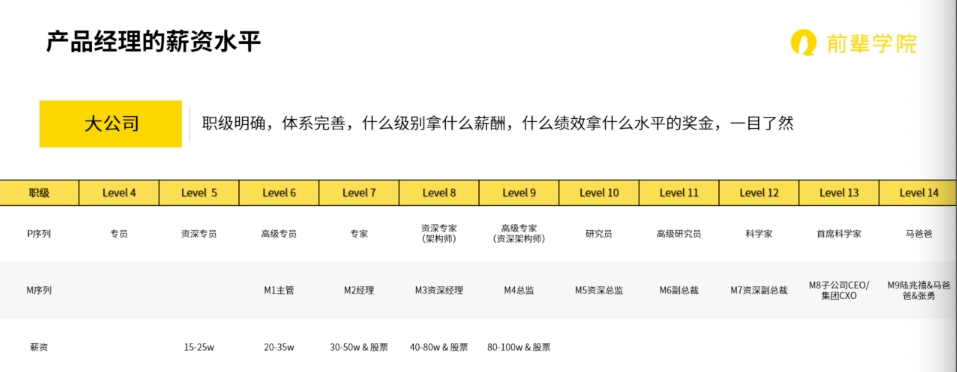 产品经理的薪资水平
前辈学院
大公司
职级明确，体系完善，什么级别拿什么薪酬，什么绩效拿什么水平的奖金，一目了然
职级 Level 4 Level 5 Level 6 Level 7 Level 8 Level 9 Level 10 Level 11 Level 12 Level 13 Level 14
P序列 专员 资深专员 高级专员 专家 资深专家 高级专家 研究员 高级研究员 科学家 首席科学家 马爸爸
（架构师） （资深架构师）
M序列 M1主管 M2经理 M3资深经理 M4总监 M5资深总监 M6副总裁 M7资深副总裁 M8子公司CEO/ M9陆兆禧&马爸
集团CXO 爸&张勇
薪资 15-25w 20-35w 30-50w & 股票 40-80w & 股票 80-100w & 股票